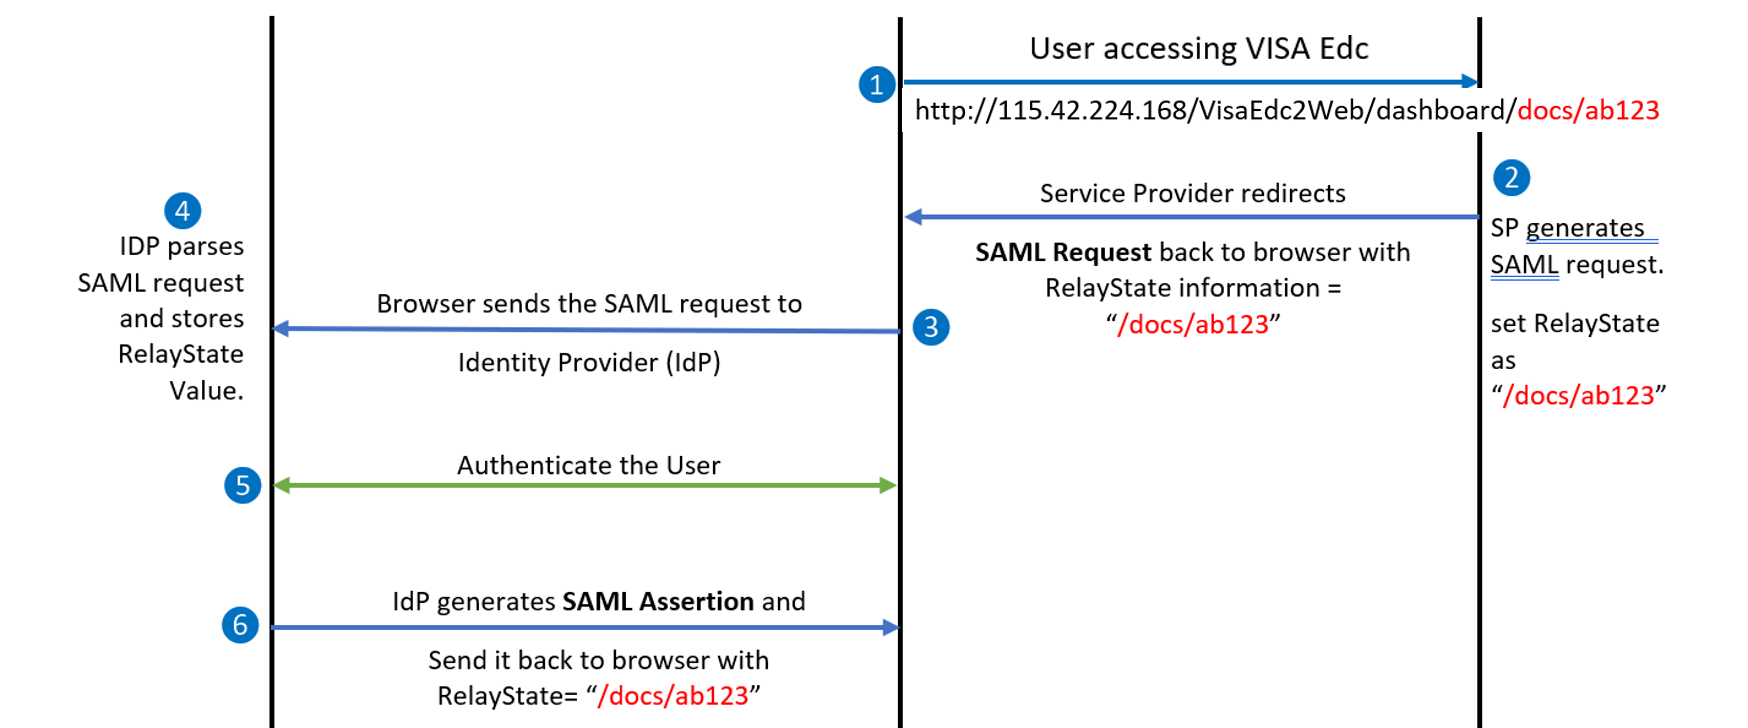 User accessing VISA Edc
1
http://115.42.224.168/VisaEdc2Web/dashboard/docs/ab123
2
Service Provider redirects
SAML Request back to browser with
RelayState information =
“/docs/ab123”
SP generates
SAML request.
set RelayState
as
“/docs/ab123”
3
Browser sends the SAML request to
Identity Provider (IdP)
4
IDP parses
SAML request
and stores
RelayState
Value.
5
Authenticate the User
6
IdP generates SAML Assertion and
Send it back to browser with
RelayState= “/docs/ab123”